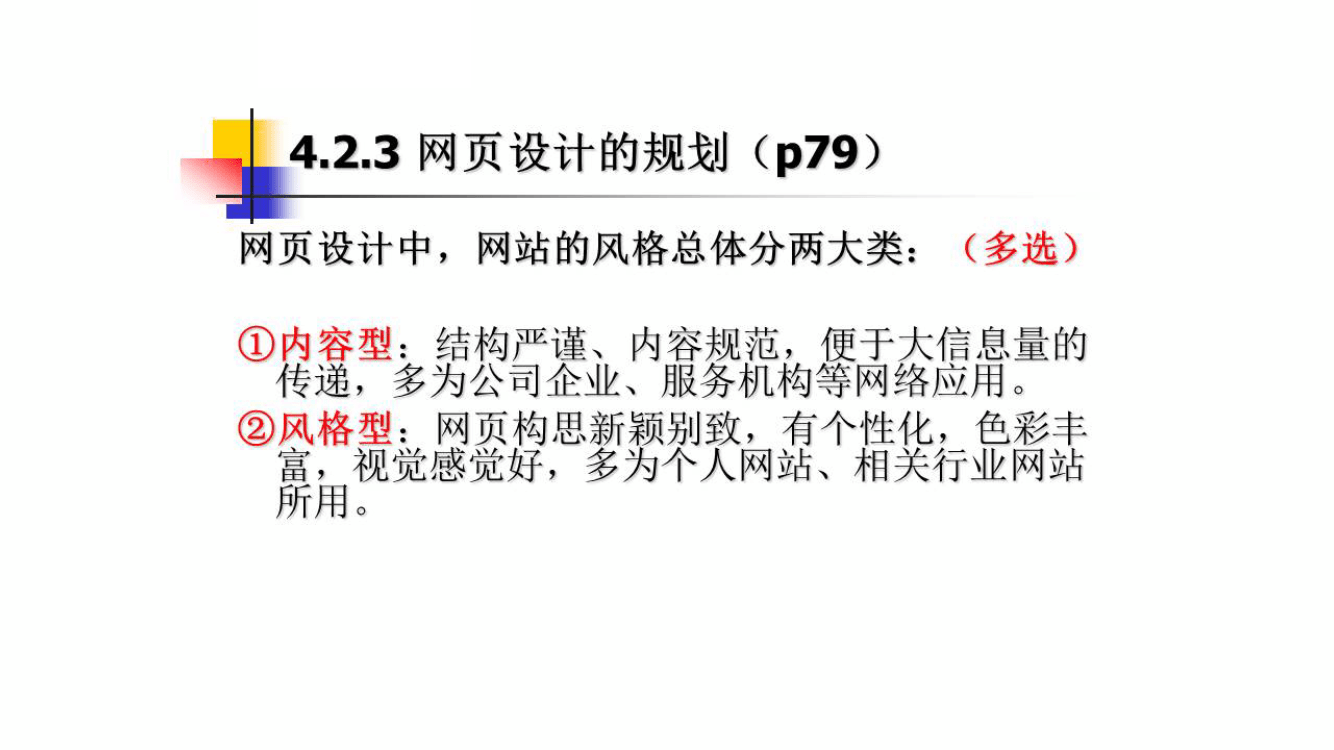 4.2.3 网页设计的规划（p79）
网页设计中，网站的风格总体分两大类：（多选）
①内容型：结构严谨、内容规范，便于大信息量的
传递，多为公司企业、服务机构等网络应用。
②风格型：网页构思新颖别致，有个性化，色彩丰
富，视觉感觉好，多为个人网站、相关行业网站
所用。